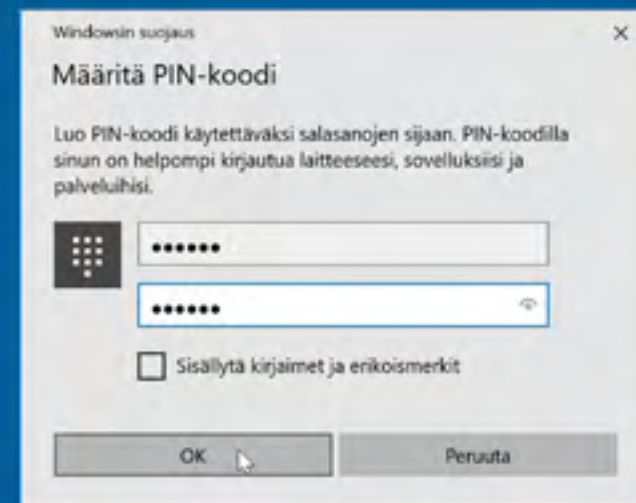 Windowsin suojaus
Määritä PIN-koodi
Luo PIN-koodi käytettäväksi salasanojen sijaan. PIN-koodilla
sinun on helpompi kirjautua laitteeseesi, sovelluksiisi ja
palveluihisi.
••••••
••••••
Sisällytä kirjaimet ja erikoismerkit
OK
Peruuta